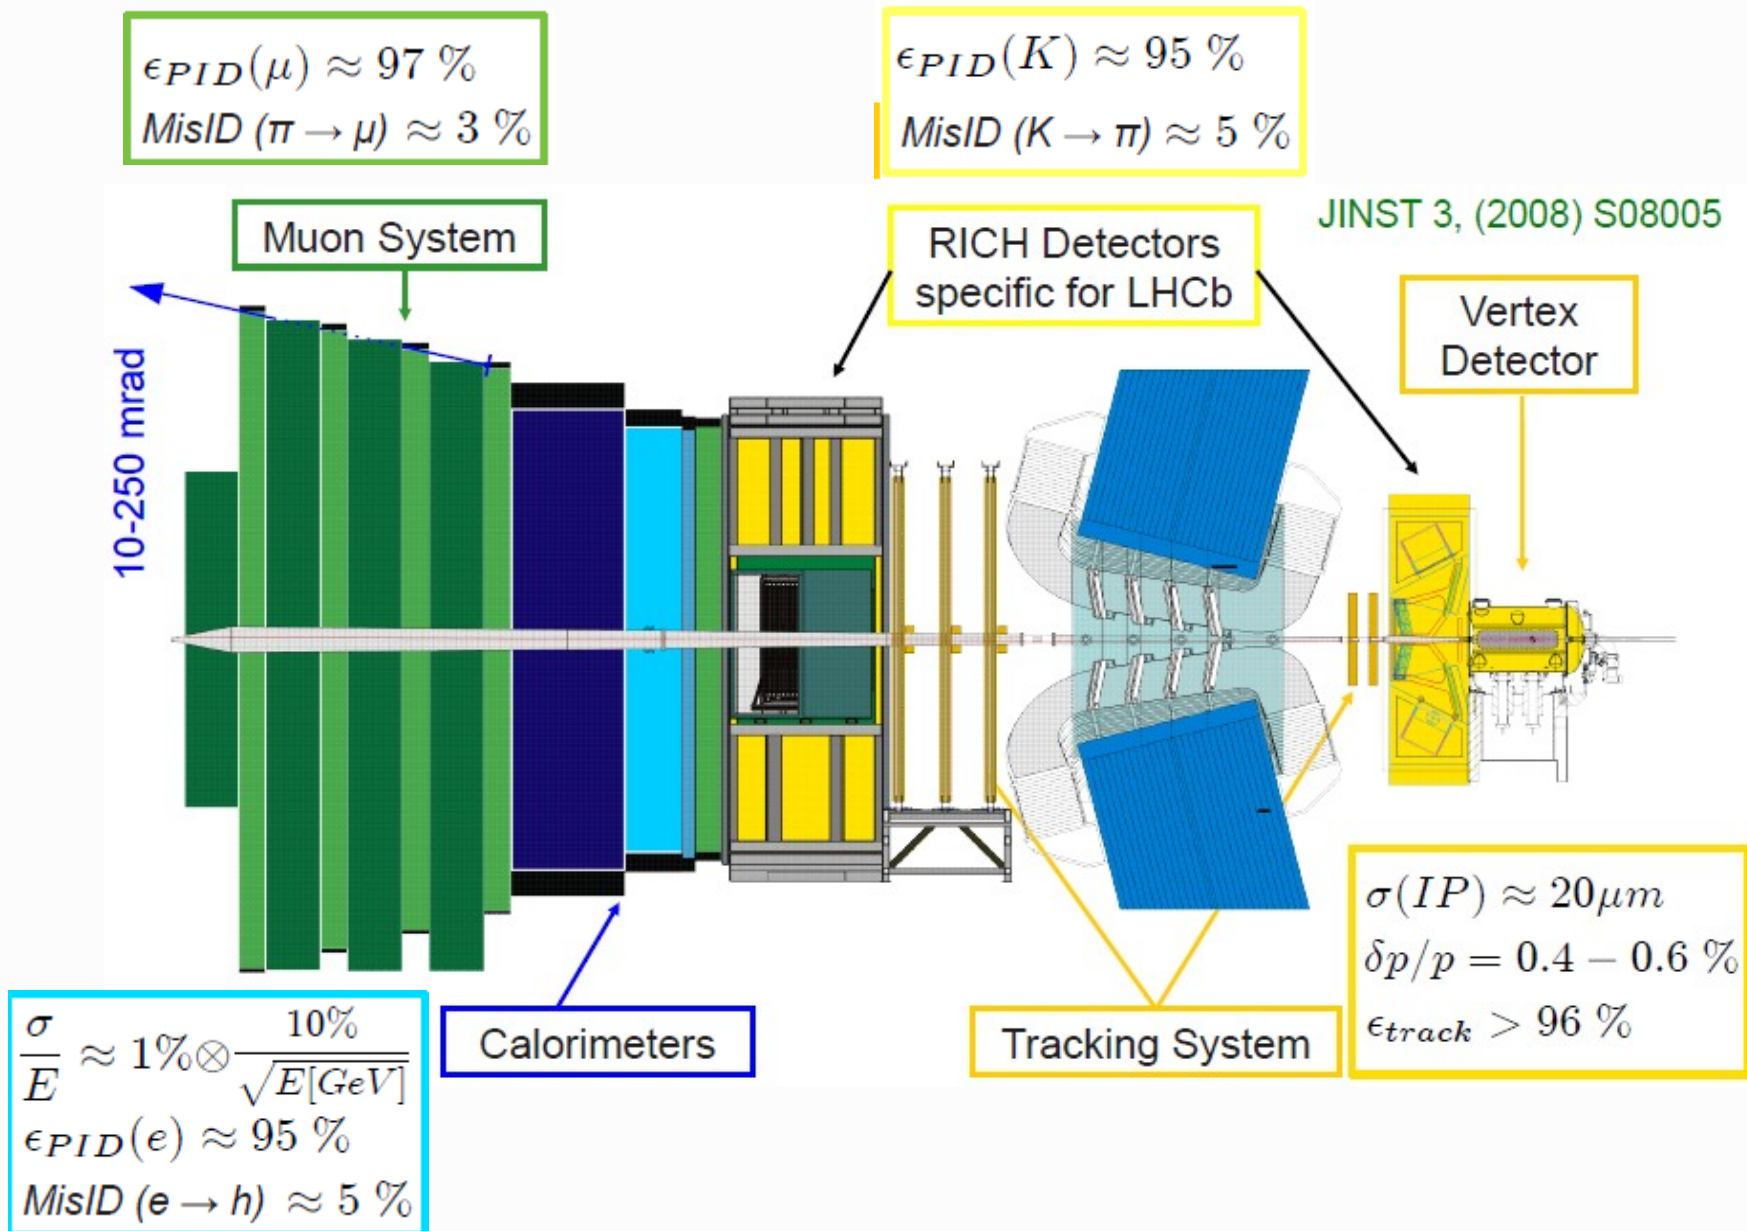 ϵ_PID(μ) ≈ 97 %
MisID (π → μ) ≈ 3 %
ϵ_PID(K) ≈ 95 %
MisID (K → π) ≈ 5 %
JINST 3, (2008) S08005
Muon System
RICH Detectors
specific for LHCb
Vertex
Detector
10-250 mrad
σ(IP) ≈ 20μm
δp/p = 0.4 − 0.6 %
ϵ_track > 96 %
Calorimeters
Tracking System
σ/E ≈ 1% ⊗ 10%/√E[GeV]
ϵ_PID(e) ≈ 95 %
MisID (e → h) ≈ 5 %